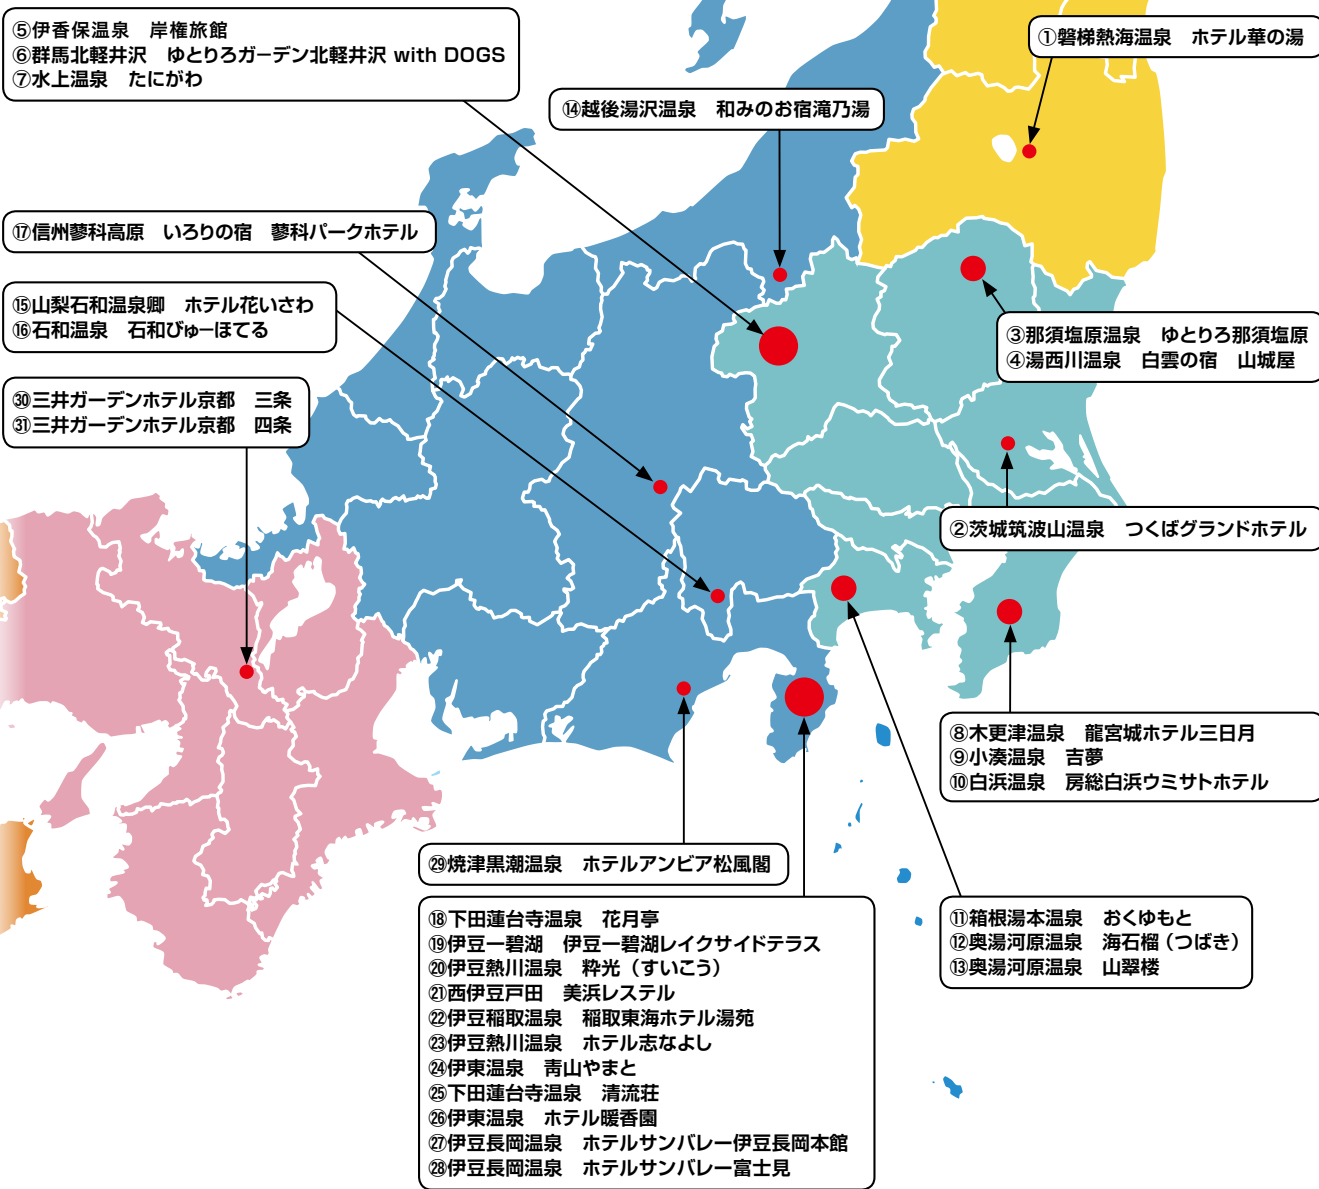 ⑤伊香保温泉　岸権旅館
⑥群馬北軽井沢　ゆとりろガーデン北軽井沢 with DOGS
⑦水上温泉　たにがわ
①磐梯熱海温泉　ホテル華の湯
⑭越後湯沢温泉　和みのお宿滝乃湯
⑰信州蓼科高原　いろりの宿　蓼科パークホテル
⑮山梨石和温泉郷　ホテル花いさわ
⑯石和温泉　石和びゅーほてる
③那須塩原温泉　ゆとりろ那須塩原
④湯西川温泉　白雲の宿　山城屋
㉚三井ガーデンホテル京都　三条
㉛三井ガーデンホテル京都　四条
②茨城筑波山温泉　つくばグランドホテル
⑧木更津温泉　龍宮城ホテル三日月
⑨小湊温泉　吉夢
⑩白浜温泉　房総白浜ウミサトホテル
㉙焼津黒潮温泉　ホテルアンビア松風閣
⑱下田蓮台寺温泉　花月亭
⑲伊豆一碧湖　伊豆一碧湖レイクサイドテラス
⑳伊豆熱川温泉　粋光（すいこう）
㉑西伊豆戸田　美浜レステル
㉒伊豆稲取温泉　稲取東海ホテル湯苑
㉓伊豆熱川温泉　ホテル志なよし
㉔伊東温泉　青山やまと
㉕下田蓮台寺温泉　清流荘
㉖伊東温泉　ホテル暖香園
㉗伊豆長岡温泉　ホテルサンバレー伊豆長岡本館
㉘伊豆長岡温泉　ホテルサンバレー富士見
⑪箱根湯本温泉　おくゆもと
⑫奥湯河原温泉　海石榴（つばき）
⑬奥湯河原温泉　山翠楼